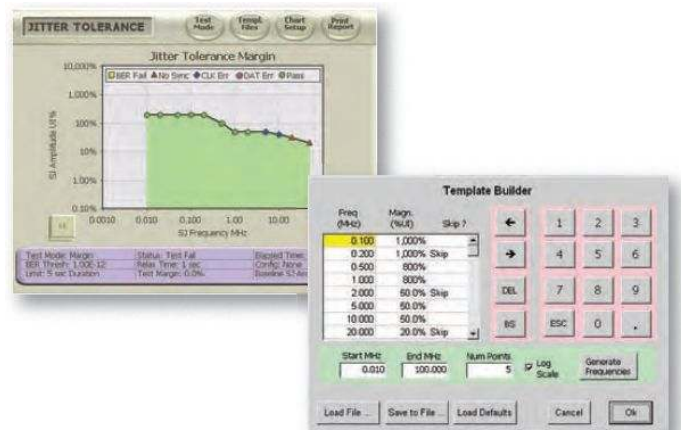 JITTER TOLERANCE
Test Mode
Templ. Files
Chart Setup
Print Report
Jitter Tolerance Margin
BER Fail No Sync CLK Err DAT Err Pass
SJ Amplitude UI%
10,000%
1,000%
100%
10%
1.00%
0.10%
0.0010 0.010 0.100 1.00 10.00
SJ Frequency MHz
Test Mode: Margin
BER Thresh: 1.00E-12
Limit: 5 sec Duration
Status: Test Fail
Relax Time: 1 sec
Test Margin: 0.0%
Elapsed Time:
Config: None
Baseline SJ
Template Builder
Freq (MHz) Magn. (%UI) Skip ?
0.100 1,000%
0.200 1,000% Skip
0.500 800%
1.000 800%
2.000 50.0% Skip
5.000 50.0%
10.000 50.0%
20.000 20.0% Skip
← 1 2 3
→ 4 5 6
DEL 7 8 9
BS ESC 0 .
Start MHz End MHz Num Points
0.010 100.000 5
Log Scale
Generate Frequencies
Load File ... Save to File ... Load Defaults Cancel Ok